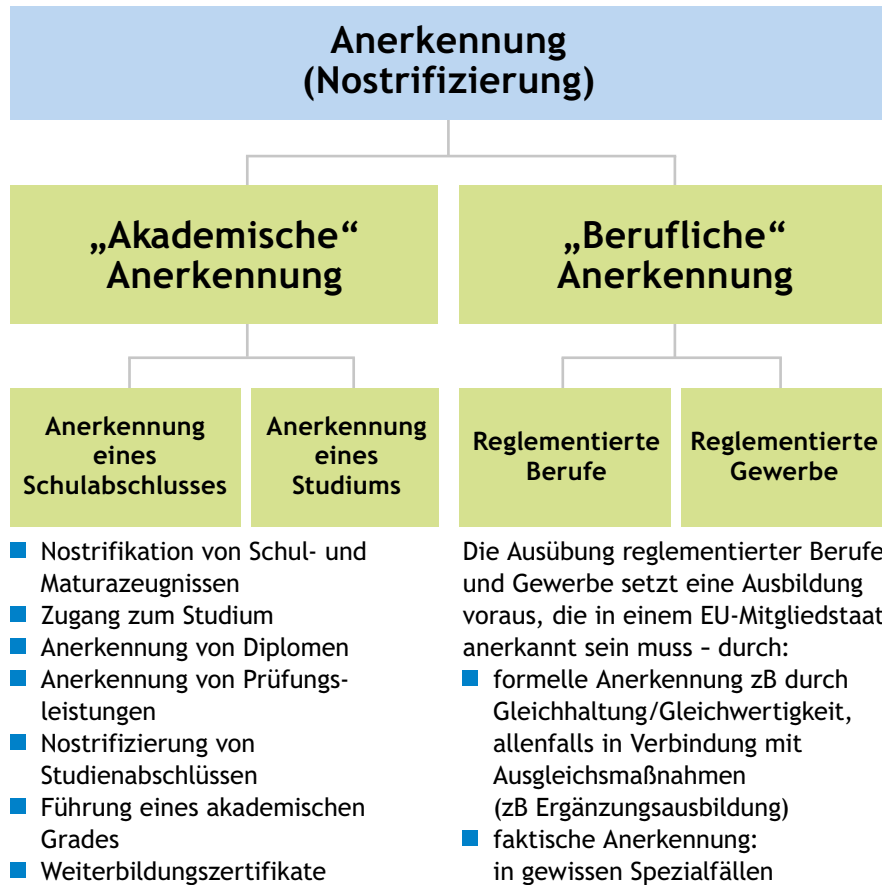 Anerkennung
(Nostrifizierung)
„Akademische“
Anerkennung
„Berufliche“
Anerkennung
Anerkennung
eines
Schulabschlusses
Anerkennung
eines
Studiums
Reglementierte
Berufe
Reglementierte
Gewerbe
Nostrifikation von Schul- und
Maturazeugnissen
Zugang zum Studium
Anerkennung von Diplomen
Anerkennung von Prüfungs-
leistungen
Nostrifizierung von
Studienabschlüssen
Führung eines akademischen
Grades
Weiterbildungszertifikate
Die Ausübung reglementierter Berufe
und Gewerbe setzt eine Ausbildung
voraus, die in einem EU-Mitgliedstaat
anerkannt sein muss – durch:
formelle Anerkennung zB durch
Gleichhaltung/Gleichwertigkeit,
allenfalls in Verbindung mit
Ausgleichsmaßnahmen
(zB Ergänzungsausbildung)
faktische Anerkennung:
in gewissen Spezialfällen